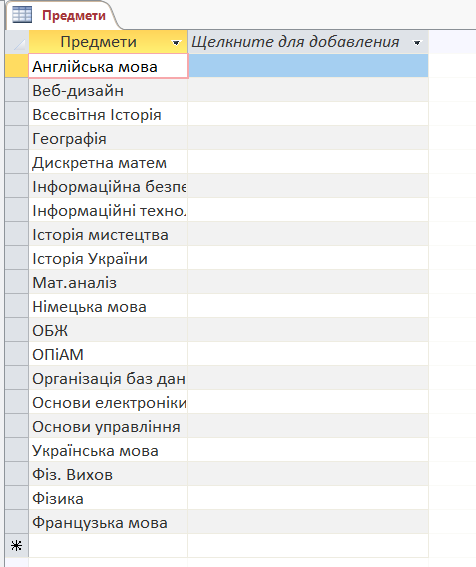 Предмети
Предмети Щелкните для добавления
Англійська мова
Веб-дизайн
Всесвітня Історія
Географія
Дискретна матем
Інформаційна безпе
Інформаційні технол
Історія мистецтва
Історія України
Мат.аналіз
Німецька мова
ОБЖ
ОПіАМ
Організація баз дан
Основи електроніки
Основи управління
Українська мова
Фіз. Вихов
Фізика
Французька мова